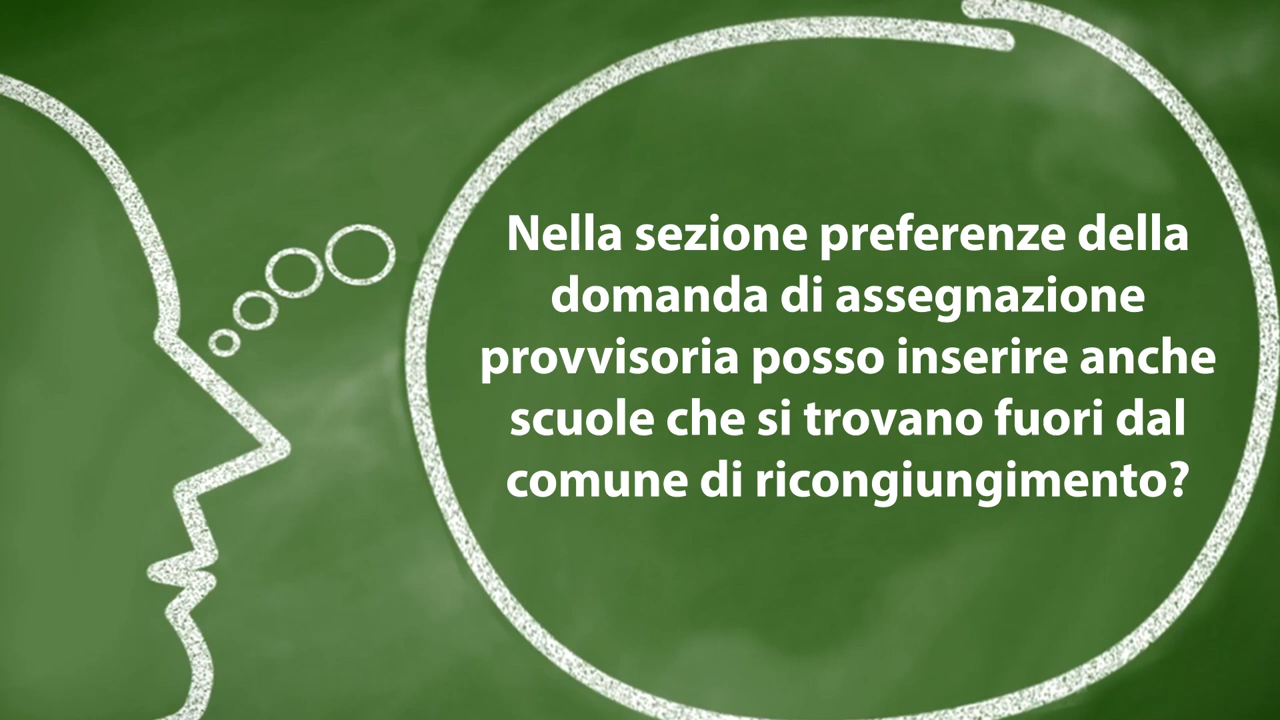 Nella sezione preferenze della
domanda di assegnazione
provvisoria posso inserire anche
scuole che si trovano fuori dal
comune di ricongiungimento?